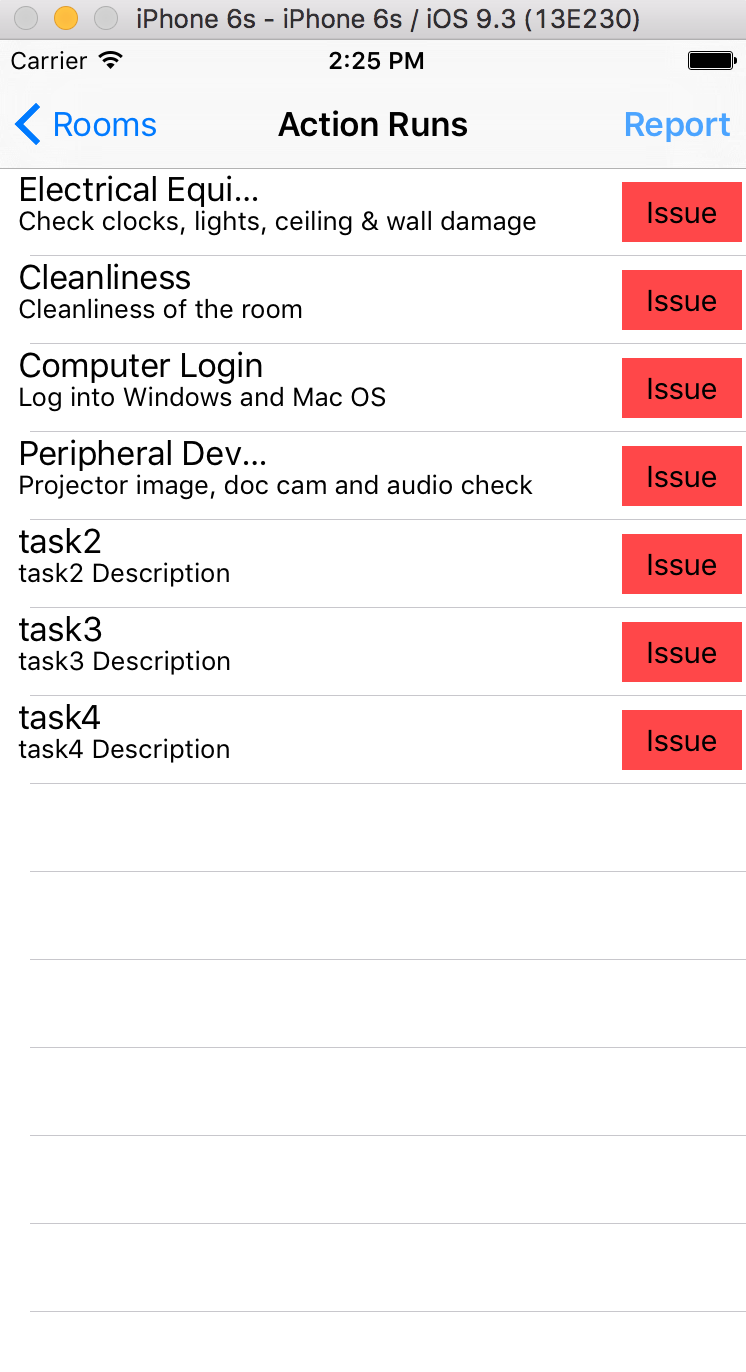 iPhone 6s - iPhone 6s / iOS 9.3 (13E230)
Carrier 2:25 PM
Rooms Action Runs Report
Electrical Equi...
Check clocks, lights, ceiling & wall damage
Issue
Cleanliness
Cleanliness of the room
Issue
Computer Login
Log into Windows and Mac OS
Issue
Peripheral Dev...
Projector image, doc cam and audio check
Issue
task2
task2 Description
Issue
task3
task3 Description
Issue
task4
task4 Description
Issue